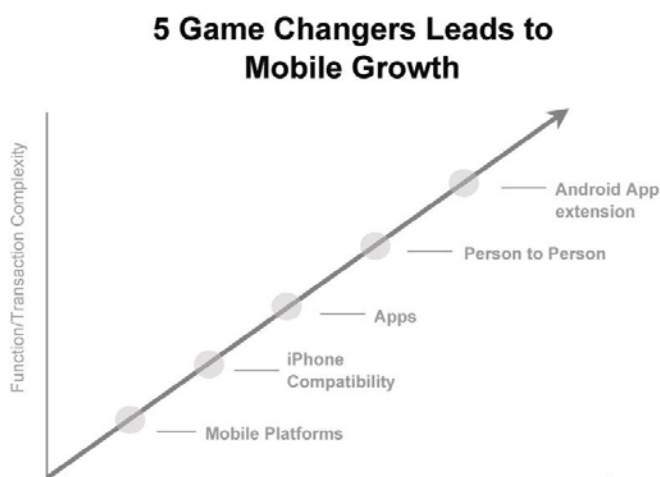 5 Game Changers Leads to
Mobile Growth
Function/Transaction Complexity
Android App
extension
Person to Person
Apps
iPhone
Compatibility
Mobile Platforms